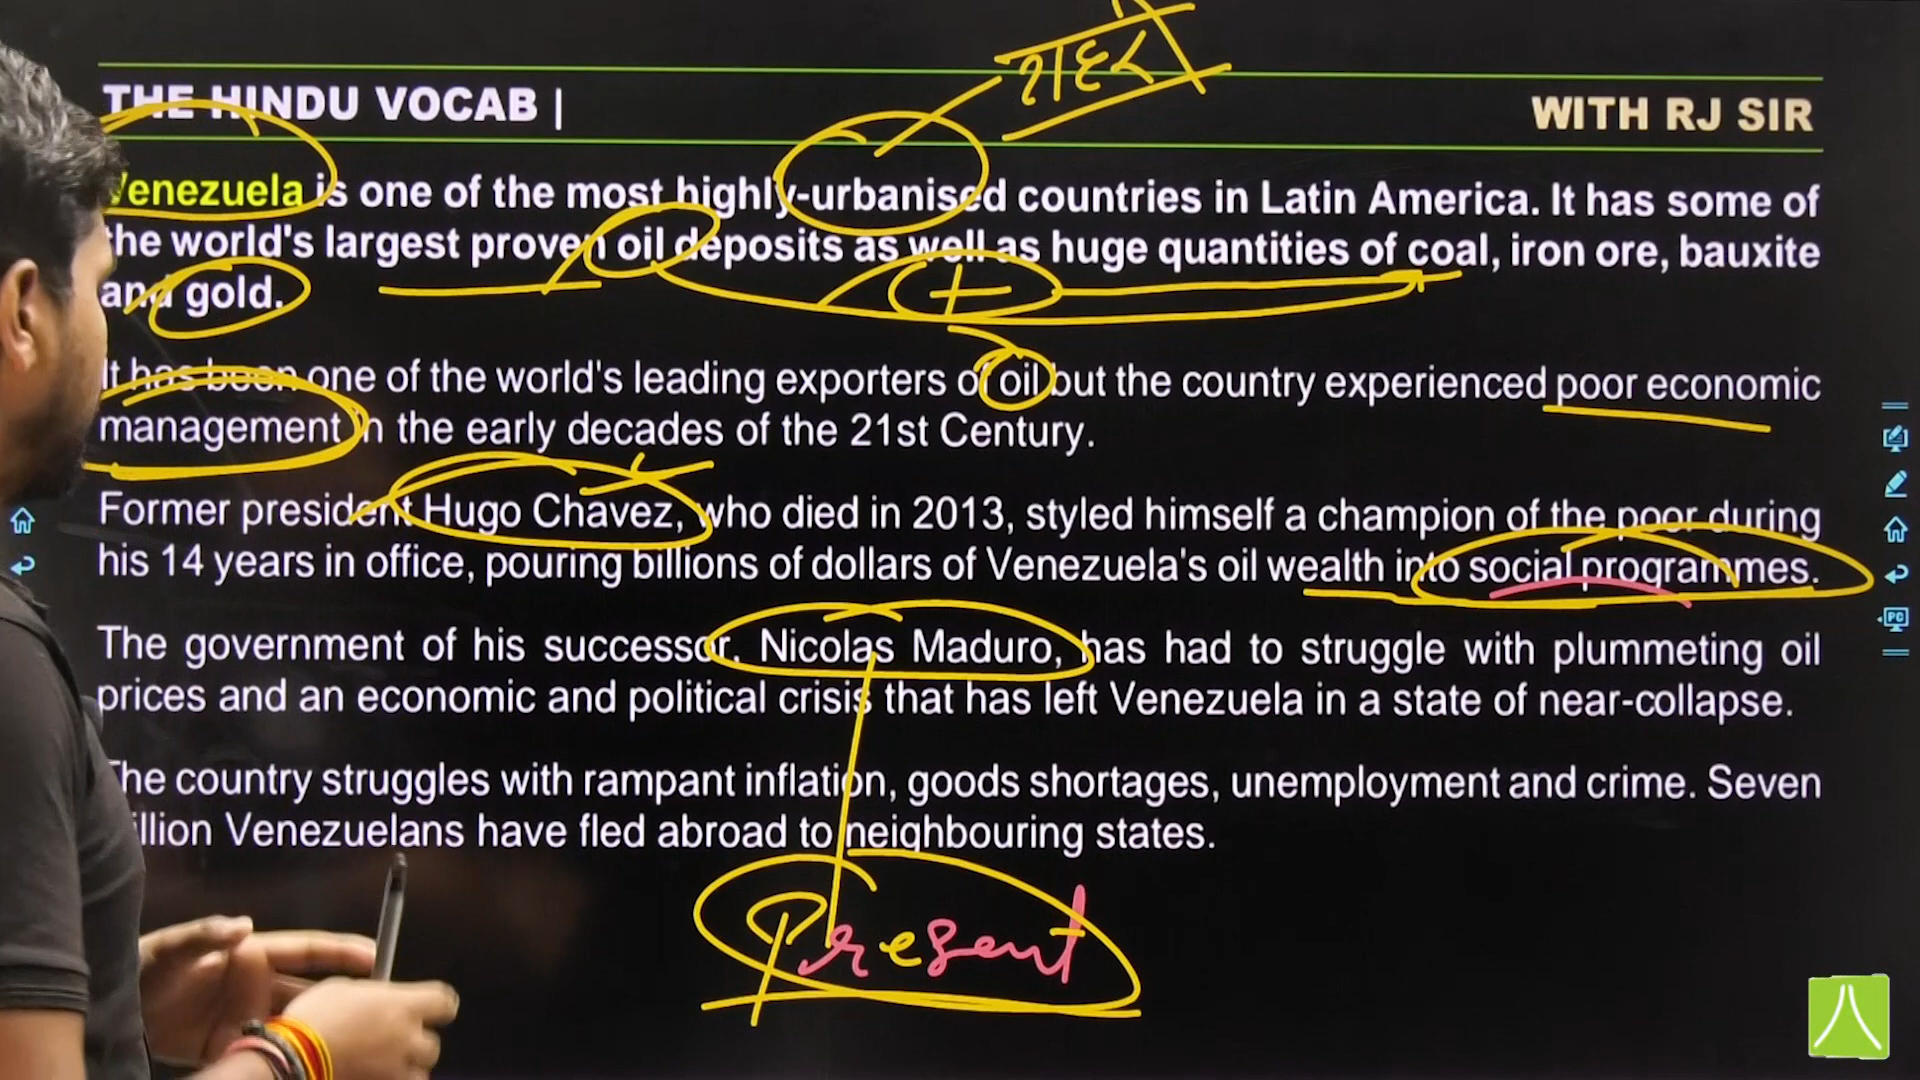 शहर
THE HINDU VOCAB |
WITH RJ SIR
Venezuela is one of the most highly-urbanised countries in Latin America. It has some of
the world's largest proven oil deposits as well as huge quantities of coal, iron ore, bauxite
and gold.
It has been one of the world's leading exporters of oil but the country experienced poor economic
management in the early decades of the 21st Century.
Former president Hugo Chavez, who died in 2013, styled himself a champion of the poor during
his 14 years in office, pouring billions of dollars of Venezuela's oil wealth into social programmes.
The government of his successor, Nicolas Maduro, has had to struggle with plummeting oil
prices and an economic and political crisis that has left Venezuela in a state of near-collapse.
The country struggles with rampant inflation, goods shortages, unemployment and crime. Seven
illion Venezuelans have fled abroad to neighbouring states.
Present
PC